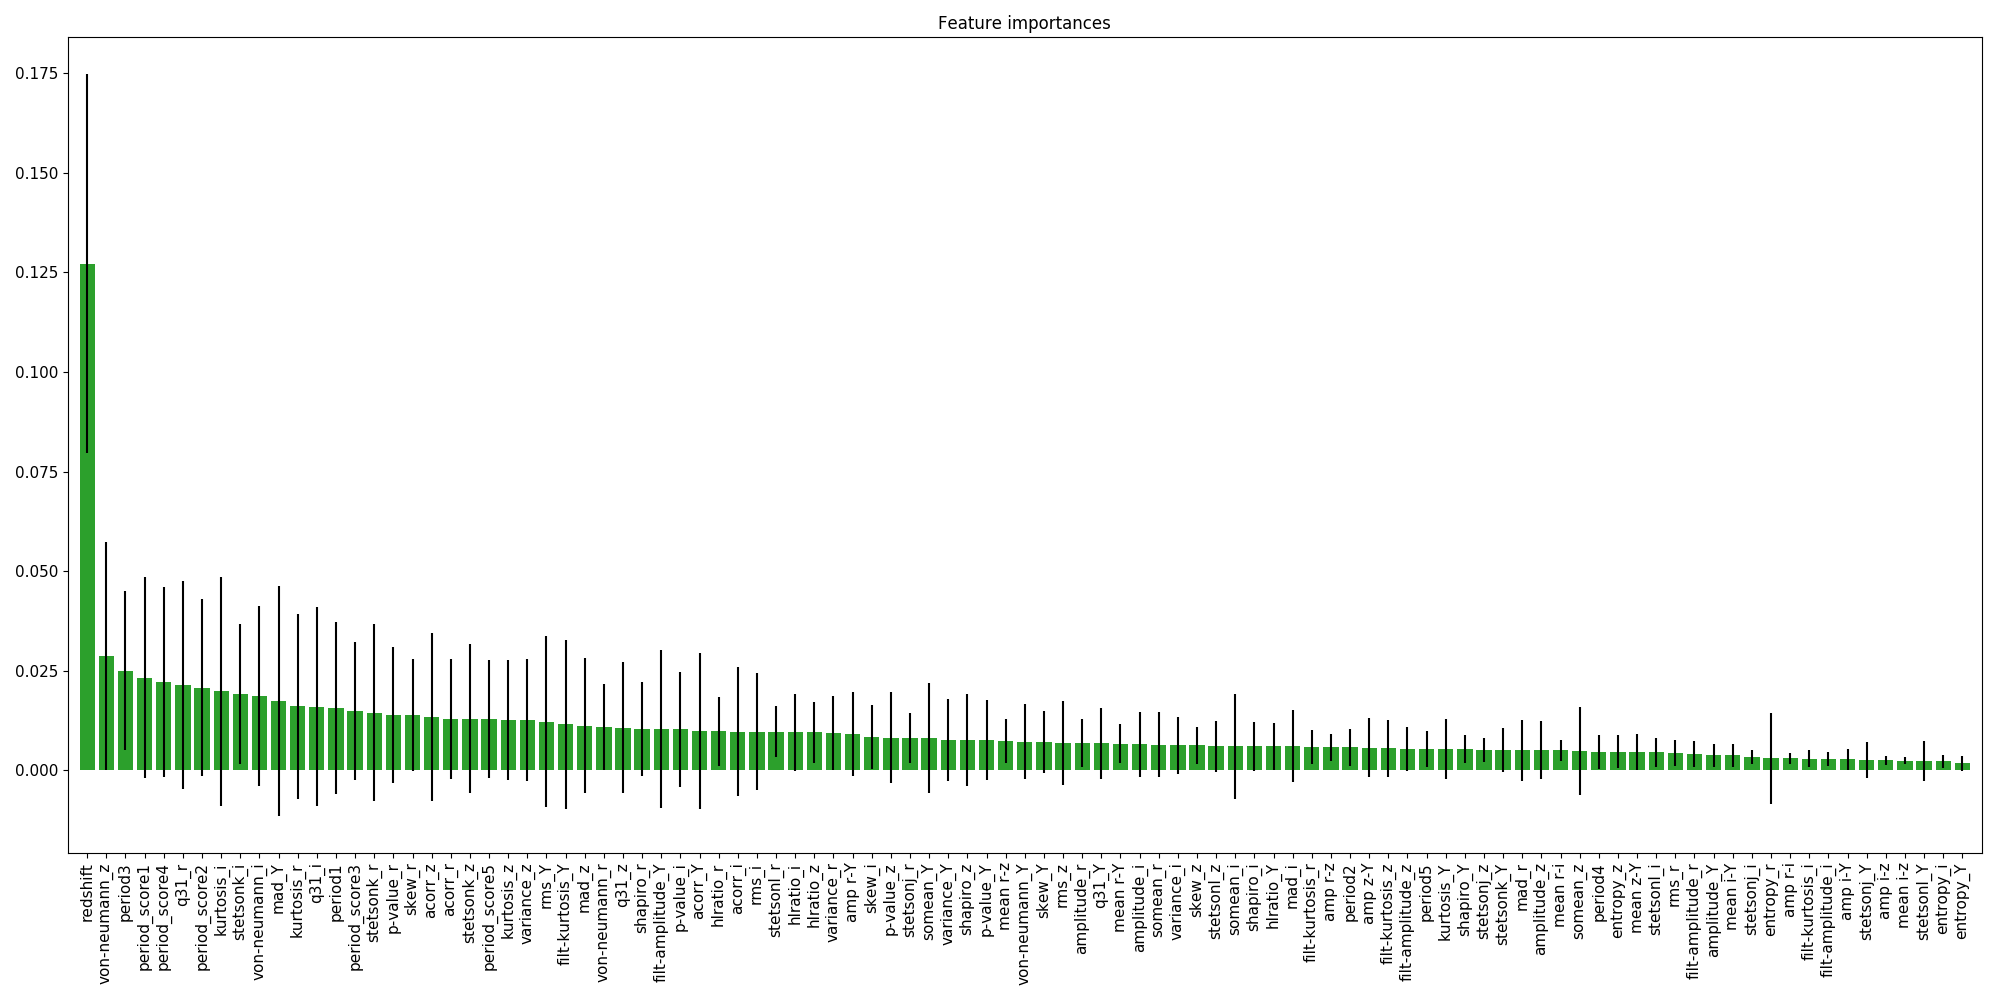 Feature importances
0.175
0.150
0.125
0.100
0.075
0.050
0.025
0.000
redshift
von-neumann_z
period3
period_score1
period_score4
q31_r
period_score2
kurtosis_i
stetsonk_i
von-neumann_i
mad_Y
kurtosis_r
q31_i
period1
period_score3
stetsonk_r
p-value_r
skew_r
acorr_z
acorr_r
stetsonk_z
period_score5
kurtosis_z
variance_z
rms_Y
filt-kurtosis_Y
mad_z
von-neumann_r
q31_z
shapiro_r
filt-amplitude_Y
p-value_i
acorr_Y
hlratio_r
acorr_i
rms_i
stetsonl_r
hlratio_i
hlratio_z
variance_r
amp r-Y
skew_i
p-value_z
stetsonj_r
somean_Y
variance_Y
shapiro_z
p-value_Y
mean r-z
von-neumann_Y
skew_Y
rms_z
amplitude_r
q31_Y
mean r-Y
amplitude_i
somean_r
variance_i
skew_z
stetsonl_z
somean_i
shapiro_i
hlratio_Y
mad_i
filt-kurtosis_r
amp r-z
period2
amp z-Y
filt-kurtosis_z
filt-amplitude_z
period5
kurtosis_Y
shapiro_Y
stetsonj_z
stetsonk_Y
mad_r
amplitude_z
mean r-i
somean_z
period4
entropy_z
mean z-Y
stetsonl_i
rms_r
filt-amplitude_r
amplitude_Y
mean i-Y
stetsonj_i
entropy_r
amp r-i
filt-kurtosis_i
filt-amplitude_i
amp i-Y
stetsonj_Y
amp i-z
mean i-z
stetsonl_Y
entropy_i
entropy_Y